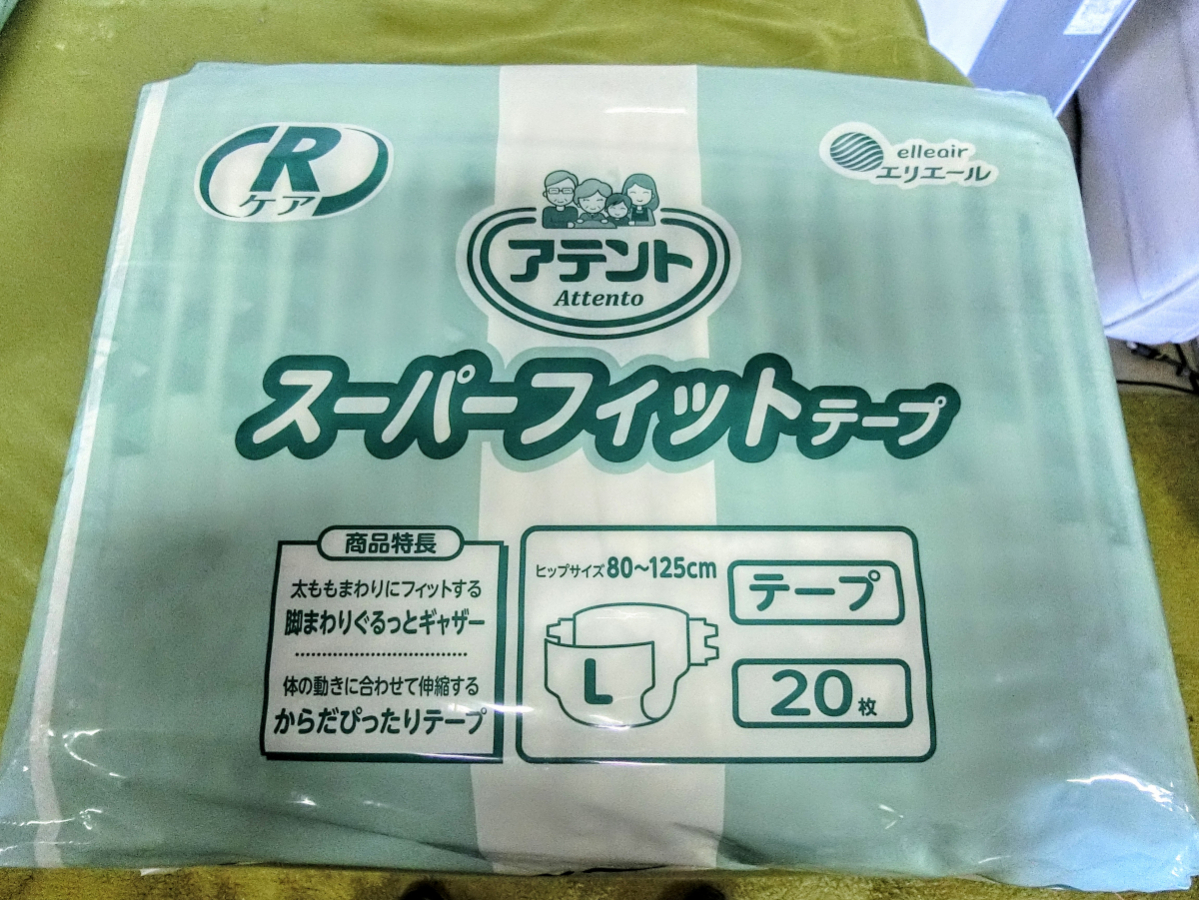 R
ケア
elleair
エリエール
アテント
Attento
スーパーフィットテープ
商品特長
太ももまわりにフィットする
脚まわりぐるっとギャザー
体の動きに合わせて伸縮する
からだぴったりテープ
ヒップサイズ80~125cm
テープ
L
20枚